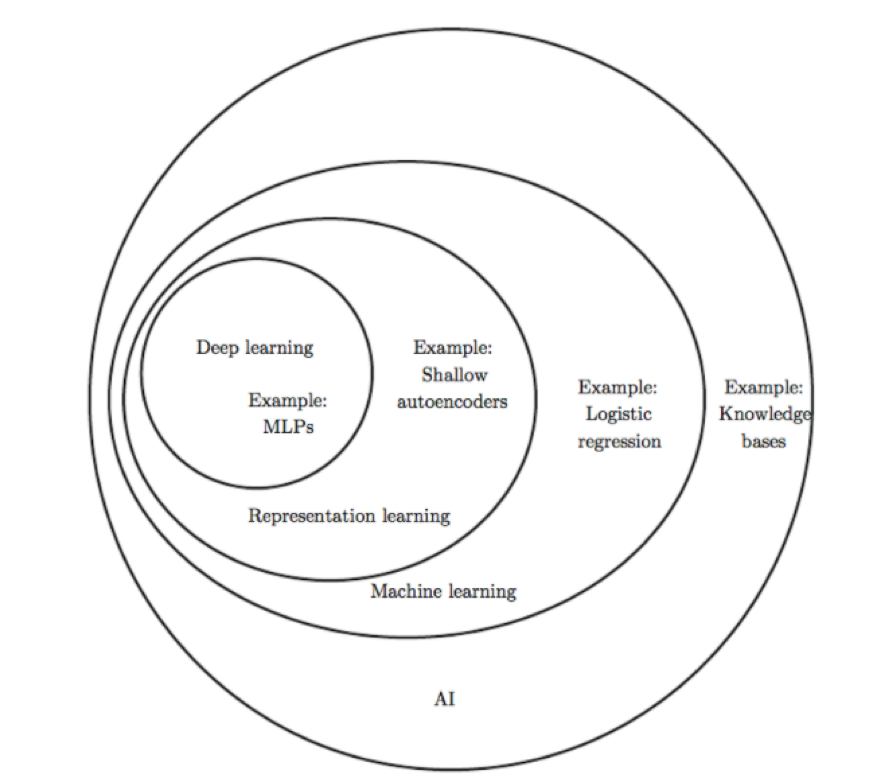 Deep learning
Example:
MLPs
Example:
Shallow
autoencoders
Example:
Logistic
regression
Example:
Knowledge
bases
Representation learning
Machine learning
AI